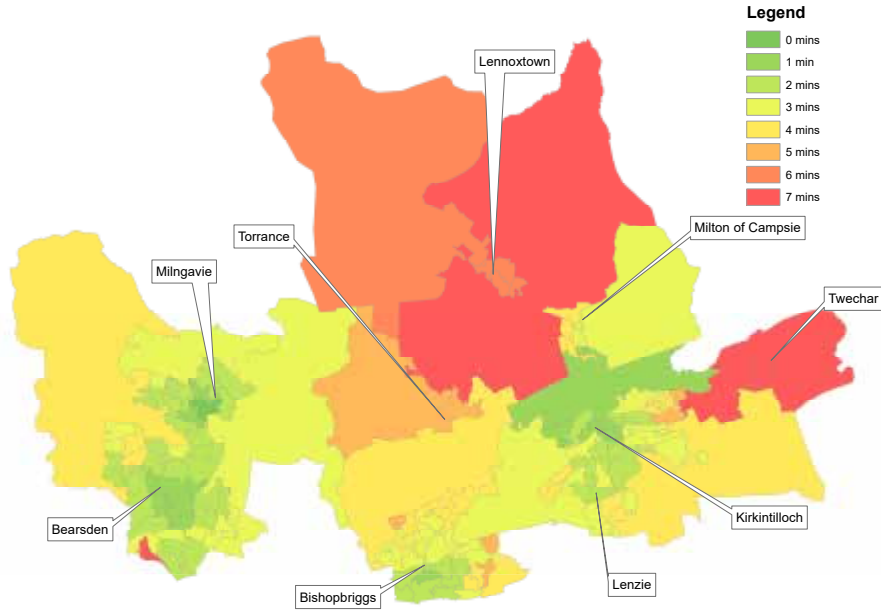 Legend
0 mins
1 min
2 mins
3 mins
4 mins
5 mins
6 mins
7 mins
Lennoxtown
Milton of Campsie
Torrance
Milngavie
Twechar
Bearsden
Kirkintilloch
Lenzie
Bishopbriggs